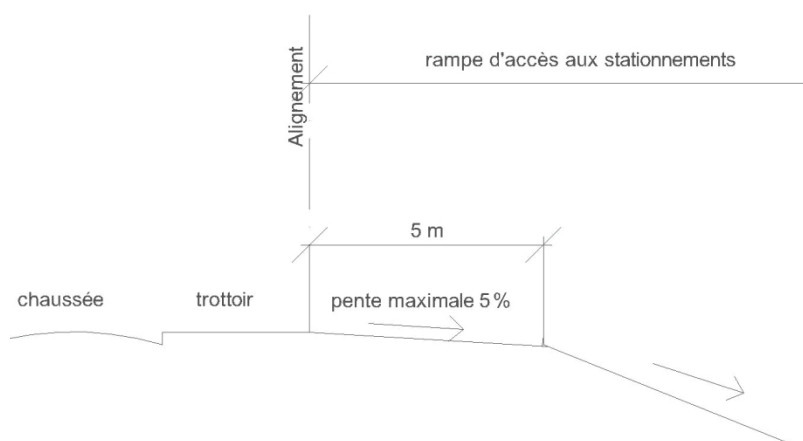 rampe d'accès aux stationnements
Alignement
5 m
chaussée
trottoir
pente maximale 5%